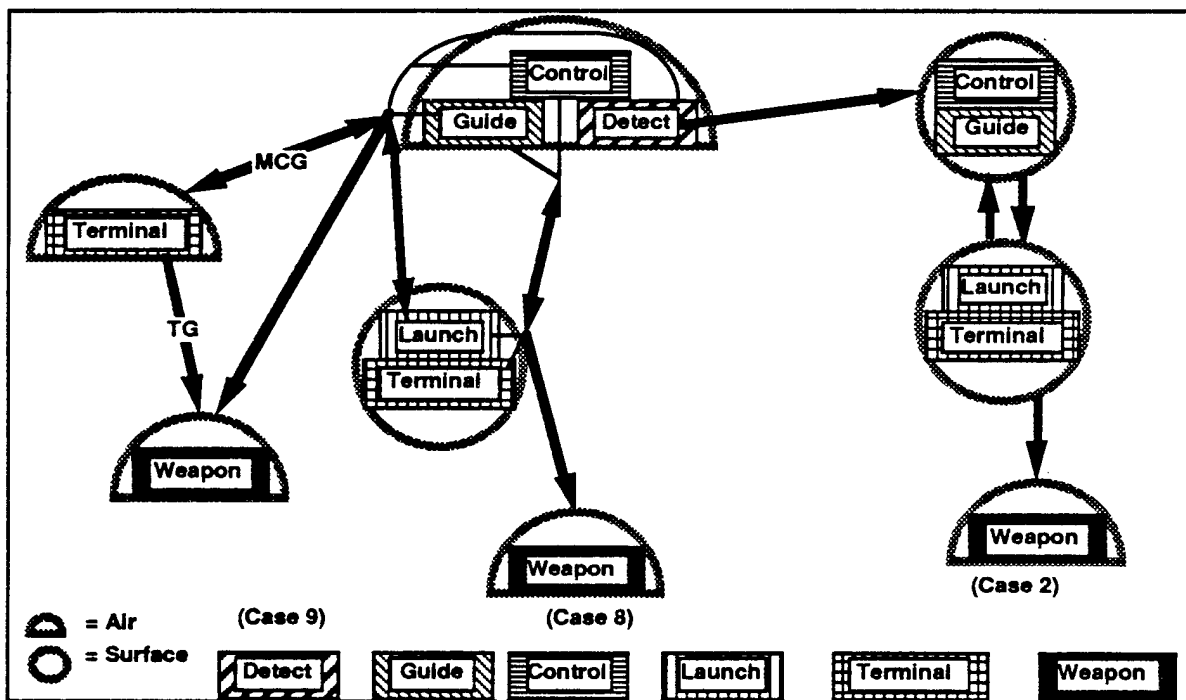 Control
Guide
Detect
Control
Guide
MCG
Terminal
TG
Launch
Terminal
Launch
Terminal
Weapon
Weapon
Weapon
(Case 9)
(Case 8)
(Case 2)
= Air
= Surface
Detect
Guide
Control
Launch
Terminal
Weapon